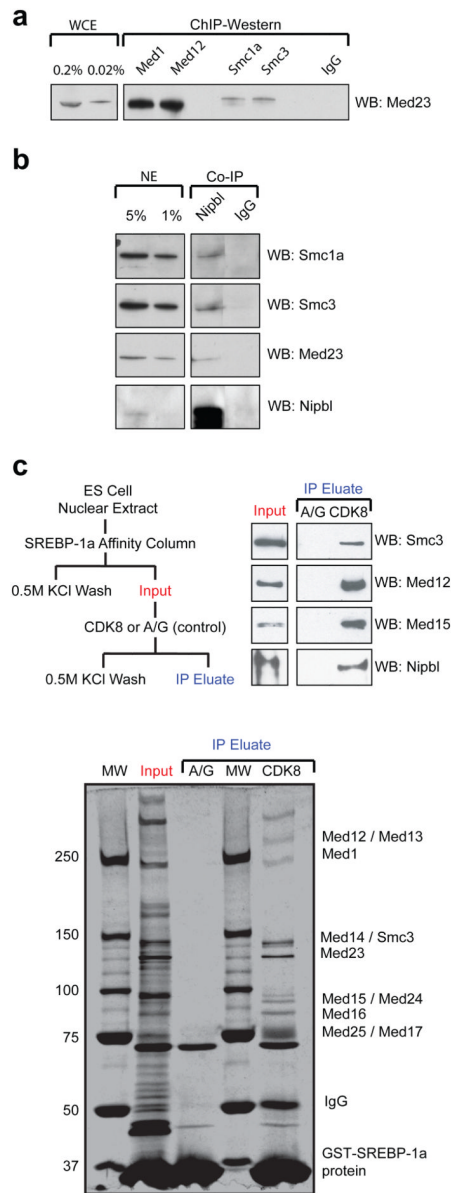 a
WCE
ChIP-Western
0.2% 0.02%
Med1 Med12 Smc1a Smc3 IgG
WB: Med23
b
NE
Co-IP
5% 1%
Nipbl IgG
WB: Smc1a
WB: Smc3
WB: Med23
WB: Nipbl
c
ES Cell
Nuclear Extract
SREBP-1a Affinity Column
0.5M KCl Wash Input
CDK8 or A/G (control)
0.5M KCl Wash IP Eluate
IP Eluate
Input A/G CDK8
WB: Smc3
WB: Med12
WB: Med15
WB: Nipbl
IP Eluate
MW Input A/G MW CDK8
250
150
100
75
50
37
Med12 / Med13
Med1
Med14 / Smc3
Med23
Med15 / Med24
Med16
Med25 / Med17
IgG
GST-SREBP-1a
protein